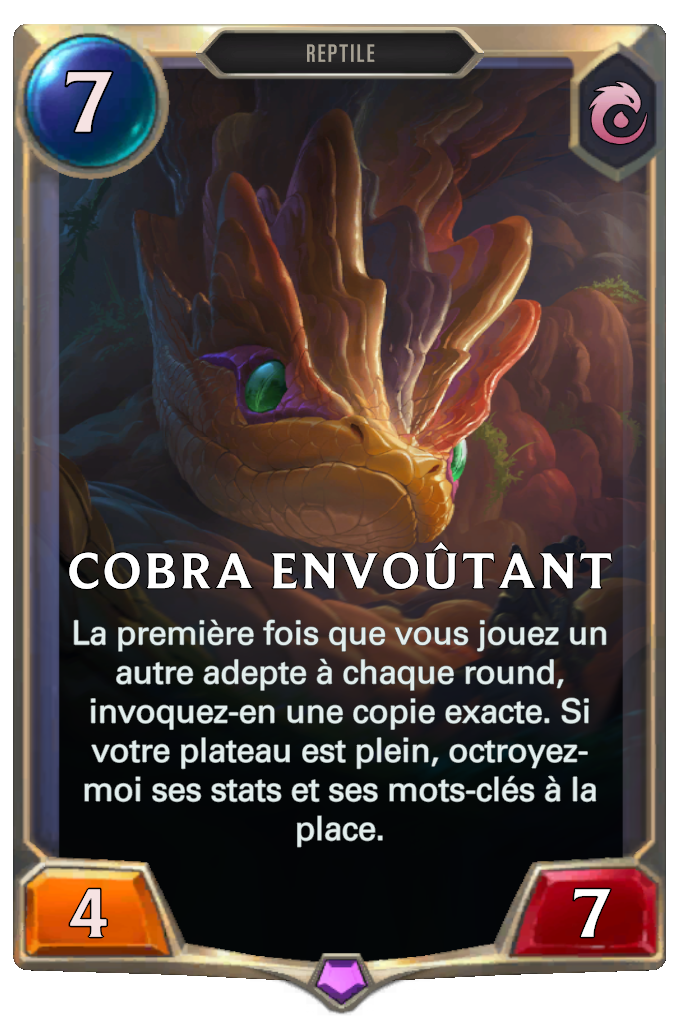 REPTILE
7
COBRA ENVOÛTANT
La première fois que vous jouez un
autre adepte à chaque round,
invoquez-en une copie exacte. Si
votre plateau est plein, octroyez-
moi ses stats et ses mots-clés à la
place.
4
7